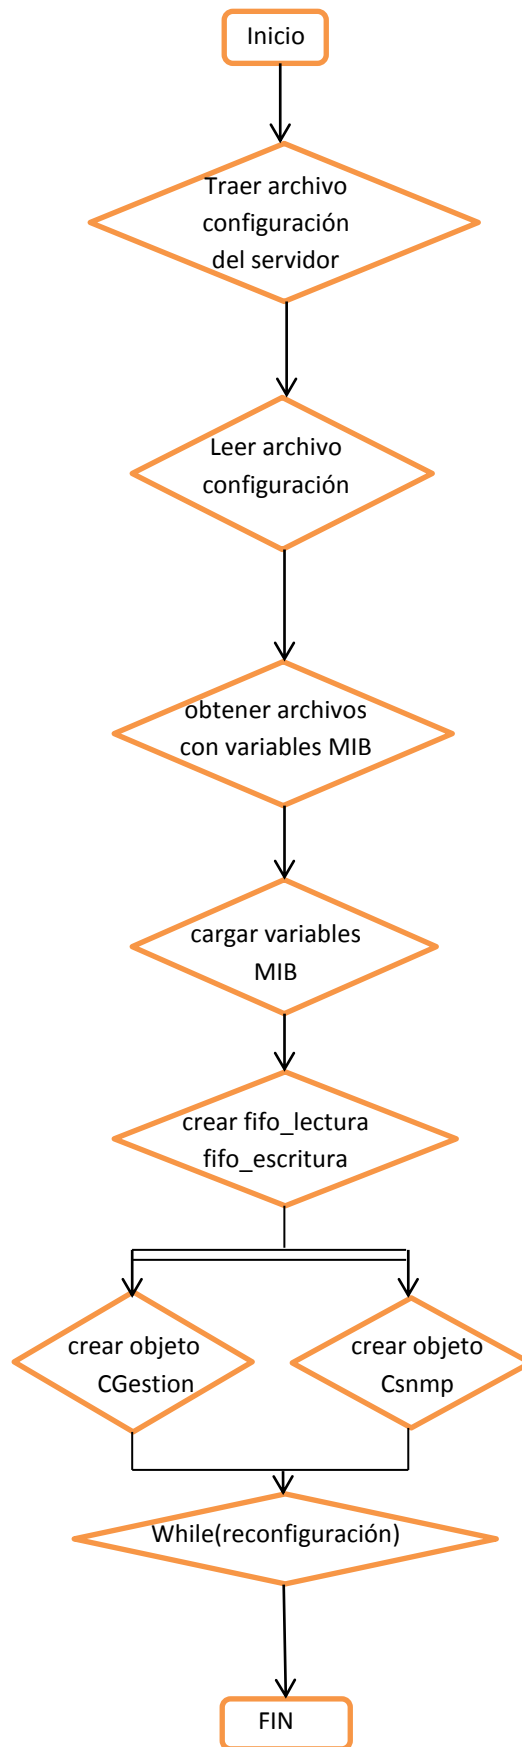 Inicio
Traer archivo
configuración
del servidor
Leer archivo
configuración
obtener archivos
con variables MIB
cargar variables
MIB
crear fifo_lectura
fifo_escritura
crear objeto
CGestion
crear objeto
Csnmp
While(reconfiguración)
FIN